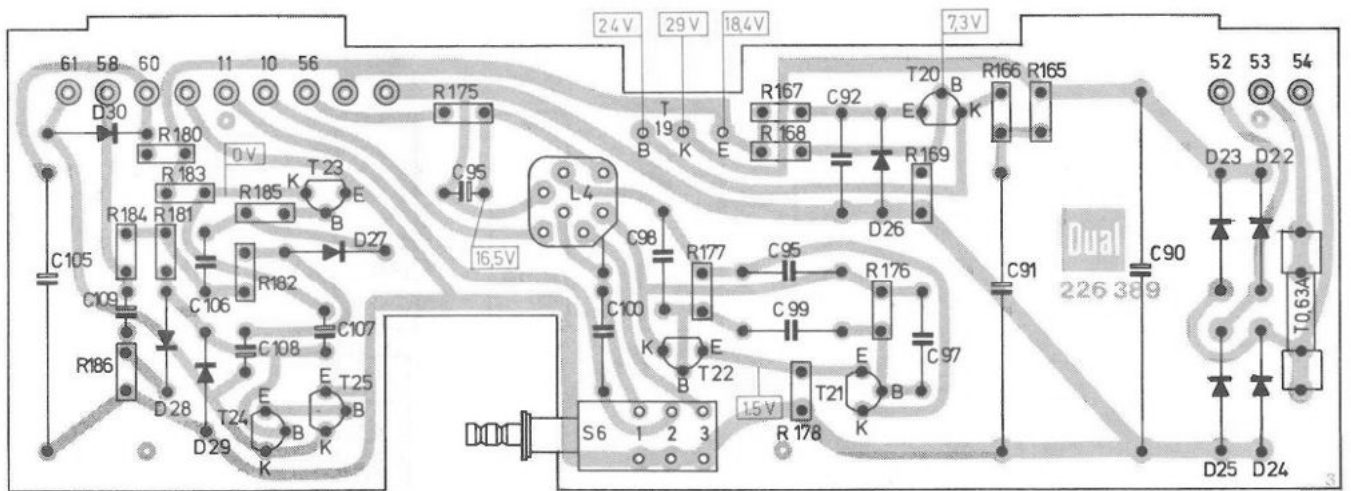 24V 29V 18,4V 7,3V
61 58 60 11 10 56
52 53 54
D30
R175
T 19
B K E
R167
R168
C92
T20
B
E K
R166 R165
R180
0V
R183
R185
T23
K E
B
C95
16,5V
L4
R169
D26
D23 D22
R184 R181
C105
D27
C98
R177
C95
R176
C91
Dual
226 389
C90
T0,63A
C109
C106
R182
C107
C100
C99
C97
R186
C108
D28
D29
T24
E
B
K
T25
E
B
K
K E
B
T22
1.5V
R178
T21
E
B
K
S6 1 2 3
D25 D24